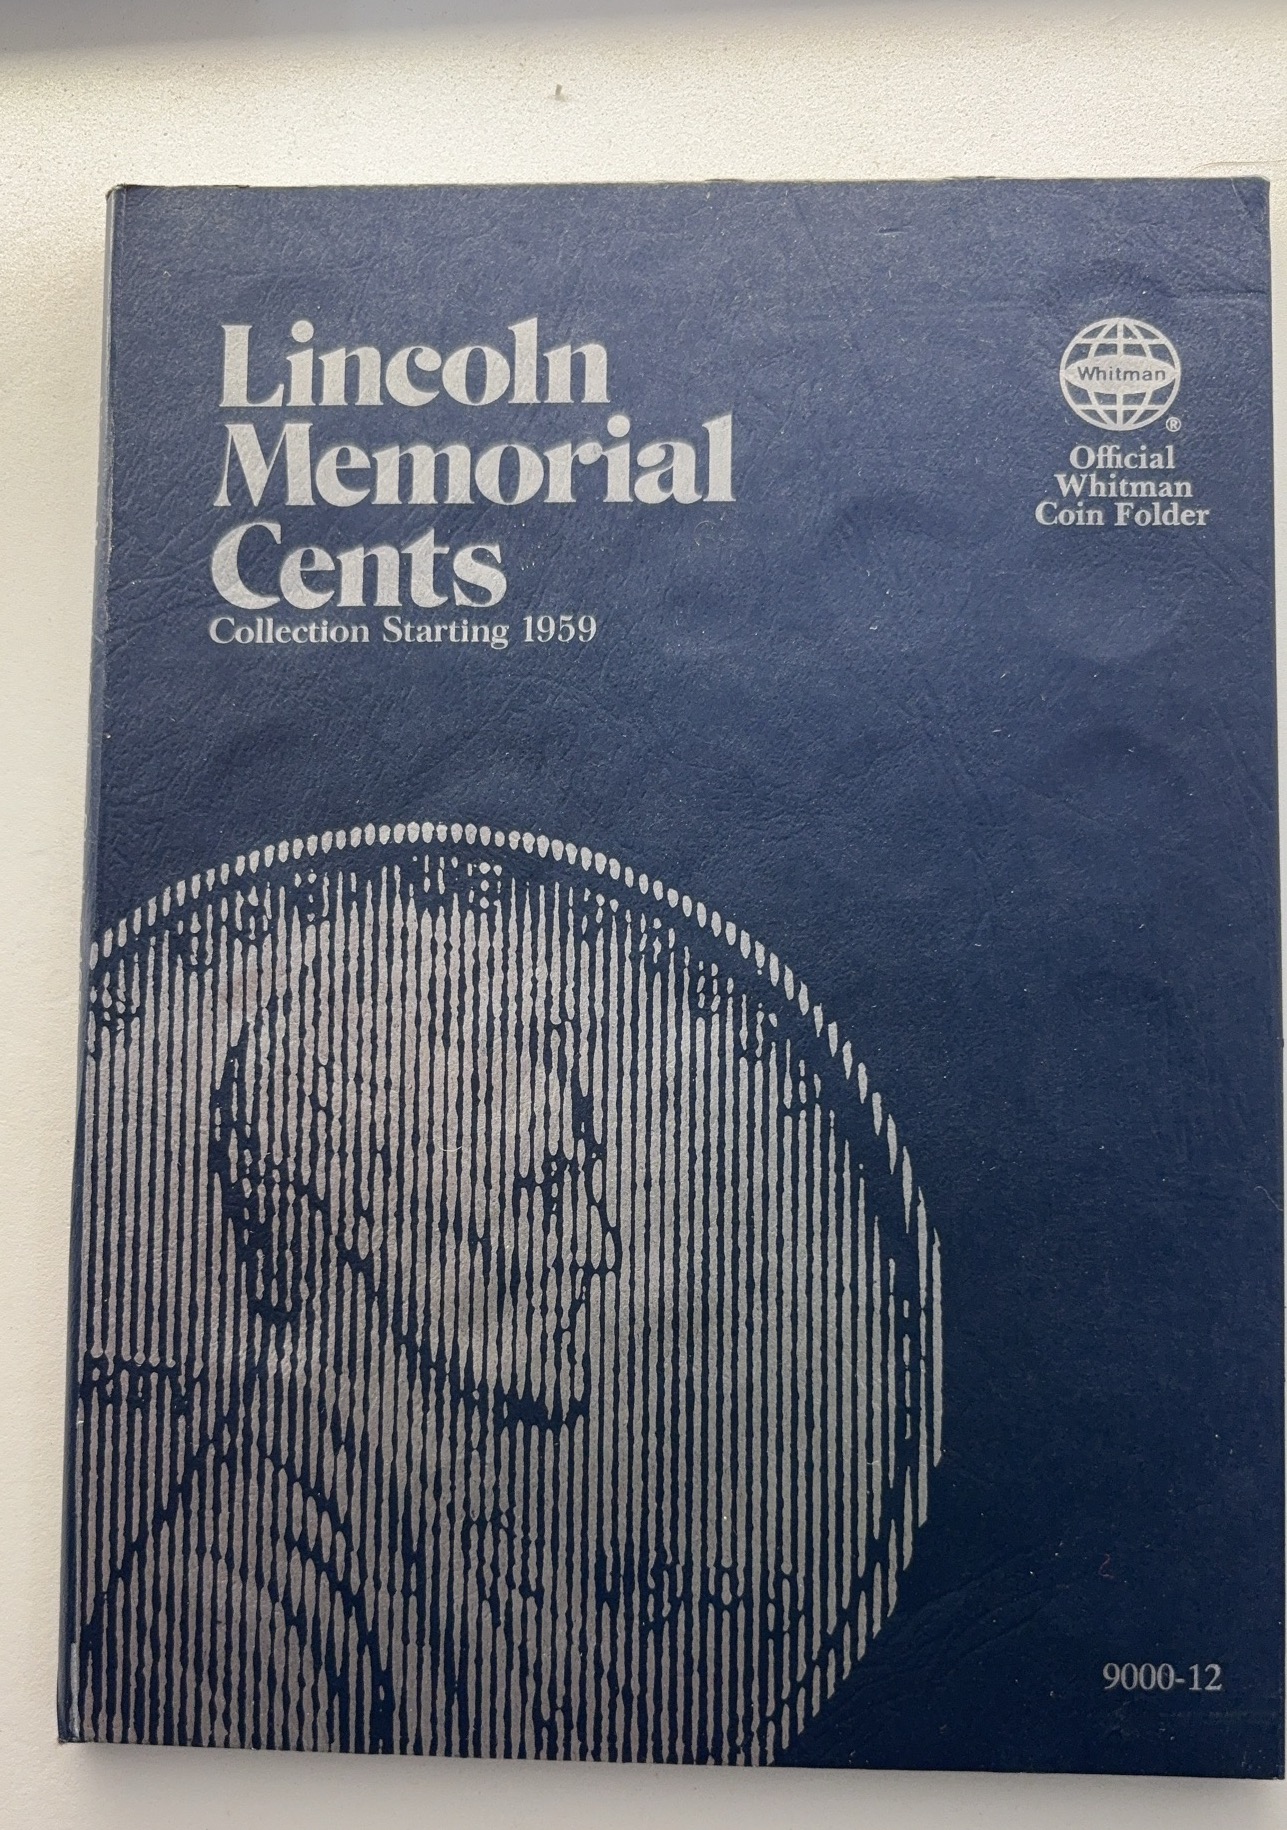 Lincoln
Memorial
Cents
Collection Starting 1959
Whitman
®
Official
Whitman
Coin Folder
9000-12